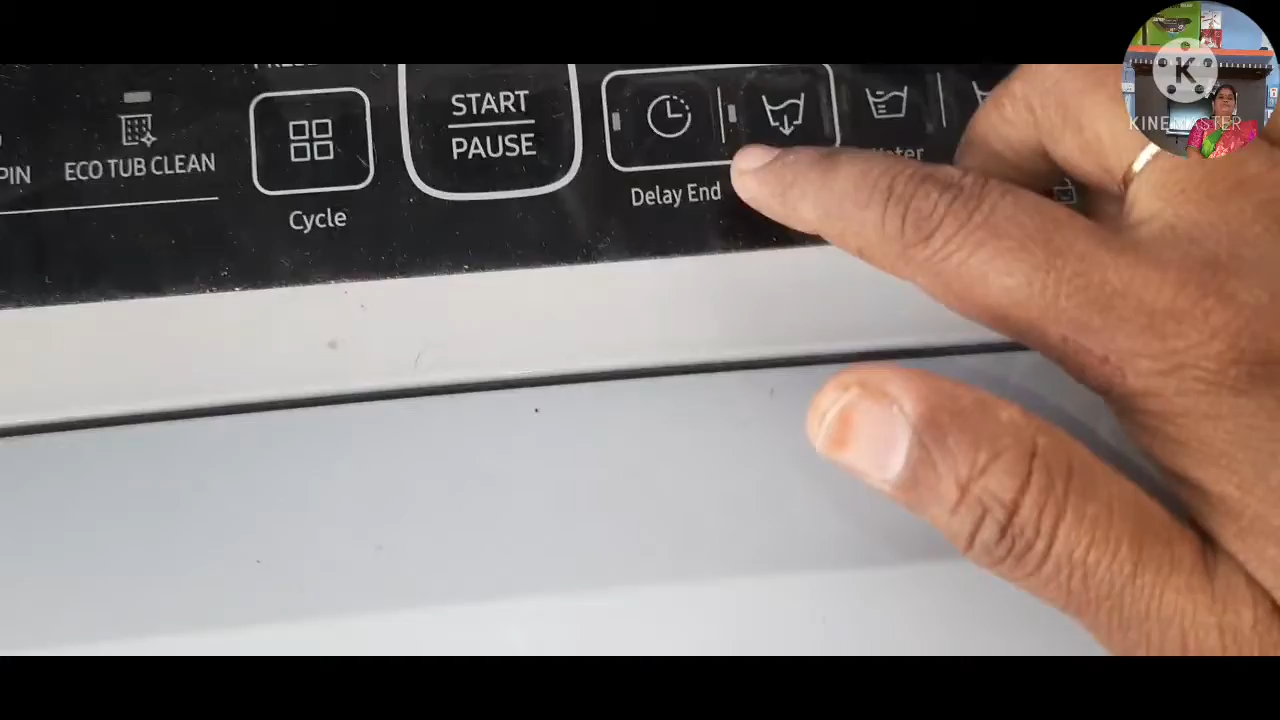 START
PAUSE
PIN
ECO TUB CLEAN
Cycle
Delay End
K
KINEMASTER